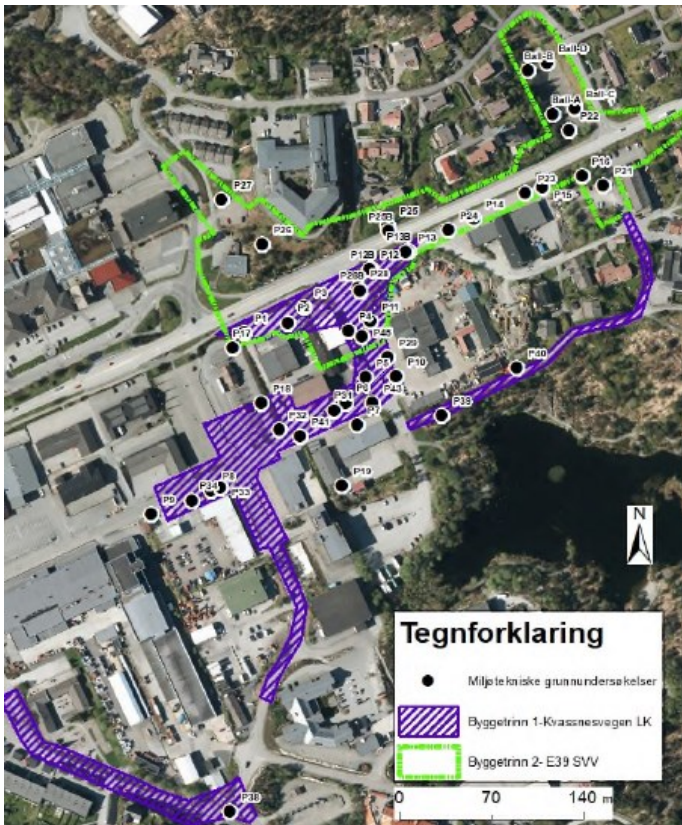 Ball-B Ball-D
Ball-A Ball-C
P22
P16
P21
P27
P23
P15
P14
P25B P25
P24
P26
P13B P13
P12B P12
P28B P28
P3
P2
P1
P11
P4
P17
P45
P29
P5 P10
P18
P6 P43
P31
P40
P7
P32
P41
P39
P8
P19
P34 P33
P9
N
Tegnforklaring
Miljøtekniske grunnundersøkelser
Byggetrinn 1-Kvassnesvegen LK
Byggetrinn 2- E39 SVV
0 70 140 m
P38